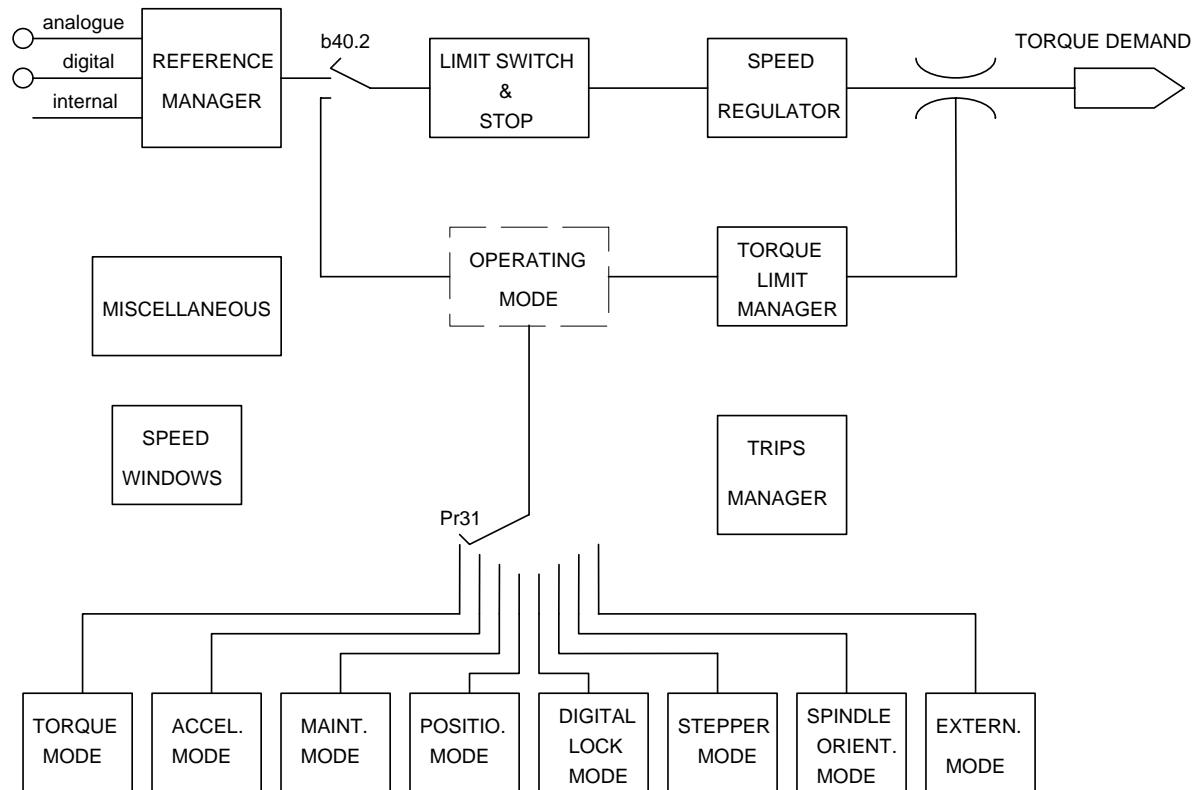 analogue
digital
internal
REFERENCE
MANAGER
b40.2
LIMIT SWITCH
&
STOP
SPEED
REGULATOR
TORQUE DEMAND
MISCELLANEOUS
OPERATING
MODE
TORQUE
LIMIT
MANAGER
SPEED
WINDOWS
TRIPS
MANAGER
Pr31
TORQUE
MODE
ACCEL.
MODE
MAINT.
MODE
POSITIO.
MODE
DIGITAL
LOCK
MODE
STEPPER
MODE
SPINDLE
ORIENT.
MODE
EXTERN.
MODE